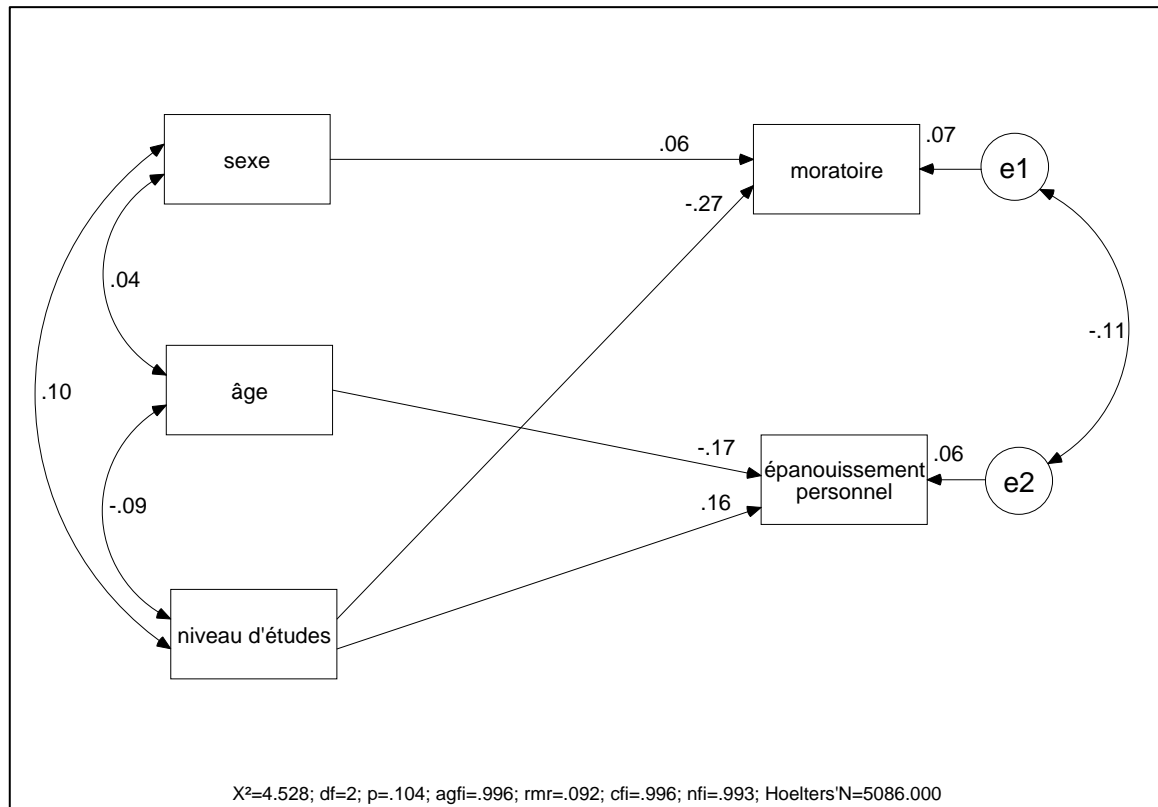 sexe
.06
moratoire
.07
e1
-.27
.04
-.11
.10
âge
-.17
épanouissement
personnel
.06
e2
-.09
.16
niveau d'études
X²=4.528; df=2; p=.104; agfi=.996; rmr=.092; cfi=.996; nfi=.993; Hoelters'N=5086.000